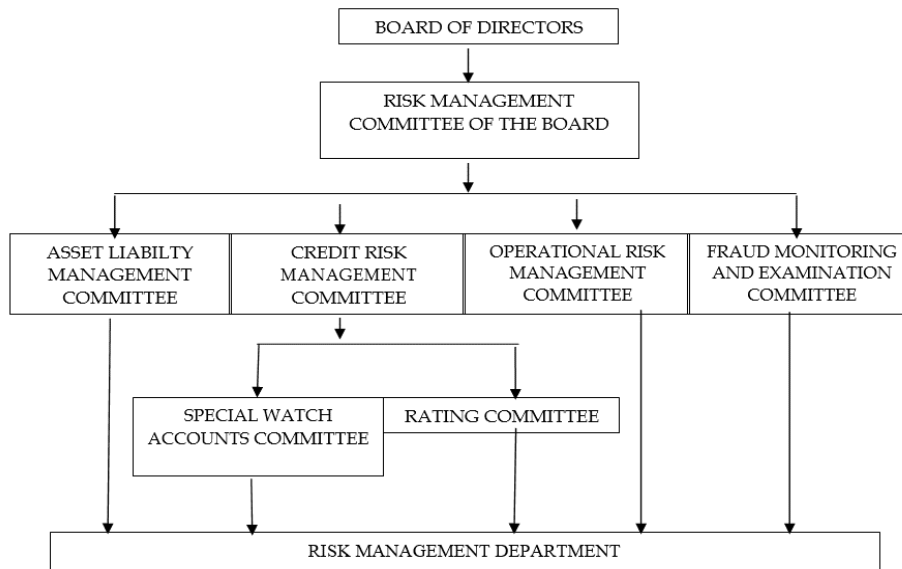 BOARD OF DIRECTORS
RISK MANAGEMENT
COMMITTEE OF THE BOARD
ASSET LIABILTY
MANAGEMENT
COMMITTEE
CREDIT RISK
MANAGEMENT
COMMITTEE
OPERATIONAL RISK
MANAGEMENT
COMMITTEE
FRAUD MONITORING
AND EXAMINATION
COMMITTEE
SPECIAL WATCH
ACCOUNTS COMMITTEE
RATING COMMITTEE
RISK MANAGEMENT DEPARTMENT